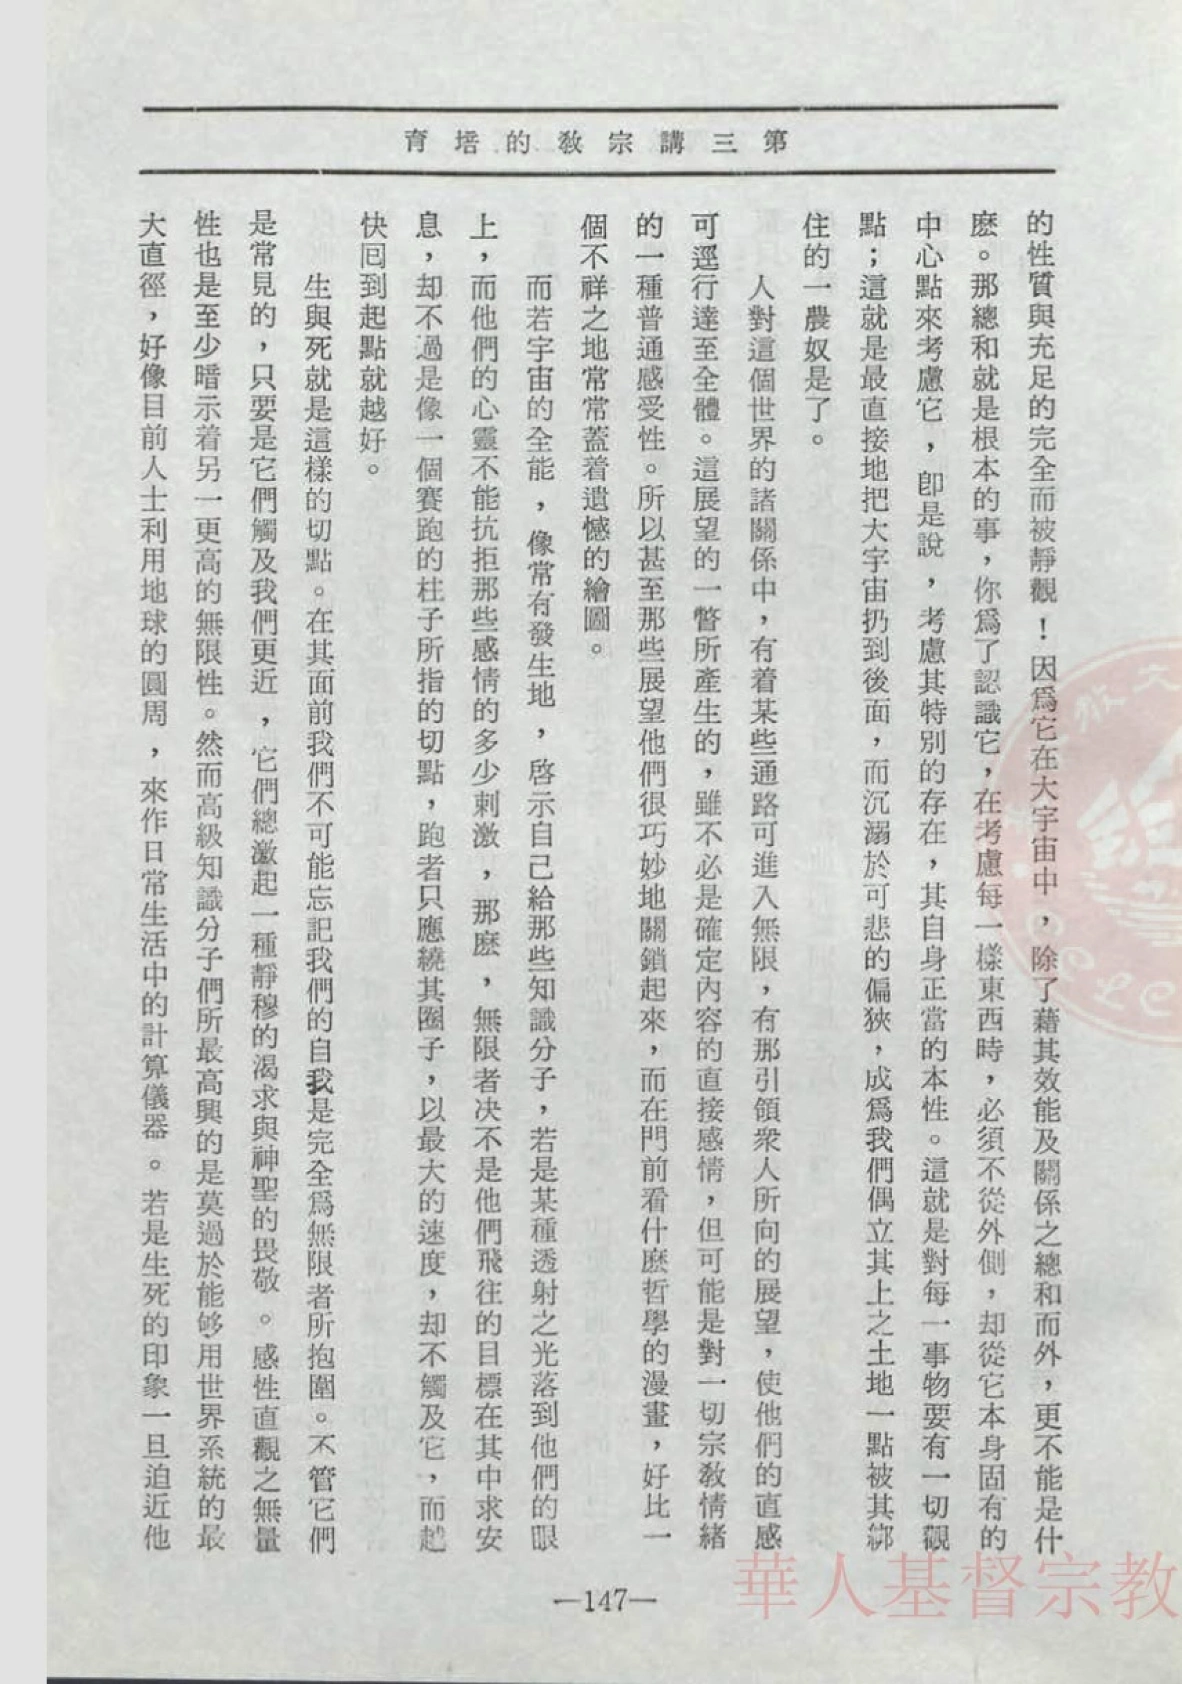 第三講宗教的培育
的性質與充足的完全而被靜觀！因爲它在大宇宙中，除了藉其效能及關係之總和而外，更不能是什
麽。那總和就是根本的事，你爲了認識它，在考慮每一樣東西時，必須不從外側，却從它本身固有的
中心點來考慮它，卽是說，考慮其特別的存在，其自身正當的本性。這就是對每一事物要有一切觀
點；這就是最直接地把大宇宙扔到後面，而沉溺於可悲的偏狹，成爲我們偶立其上之土地一點被其綁
住的一農奴是了。
人對這個世界的諸關係中，有着某些通路可進入無限，有那引領衆人所向的展望，使他們的直感
可逕行達至全體。這展望的一瞥所產生的，雖不必是確定內容的直接感情，但可能是對一切宗教情緒
的一種普通感受性。所以甚至那些展望他們很巧妙地關鎖起來，而在門前看什麽哲學的漫畫，好比一
個不祥之地常常蓋着遺憾的繪圖。
而若宇宙的全能，像常有發生地，啓示自己給那些知識分子，若是某種透射之光落到他們的眼
上，而他們的心靈不能抗拒那些感情的多少刺激，那麽，無限者决不是他們飛往的目標在其中求安
息，却不過是像一個賽跑的柱子所指的切點，跑者只應繞其圈子，以最大的速度，却不觸及它，而越
快囘到起點就越好。
生與死就是這樣的切點。在其面前我們不可能忘記我們的自我是完全爲無限者所抱圍。不管它們
是常見的，只要是它們觸及我們更近，它們總激起一種靜穆的渴求與神聖的畏敬。感性直觀之無量
性也是至少暗示着另一更高的無限性。然而高級知識分子們所最高興的是莫過於能够用世界系統的最
大直徑，好像目前人士利用地球的圓周，來作日常生活中的計算儀器。若是生死的印象一旦迫近他
—147—
華人基督宗教